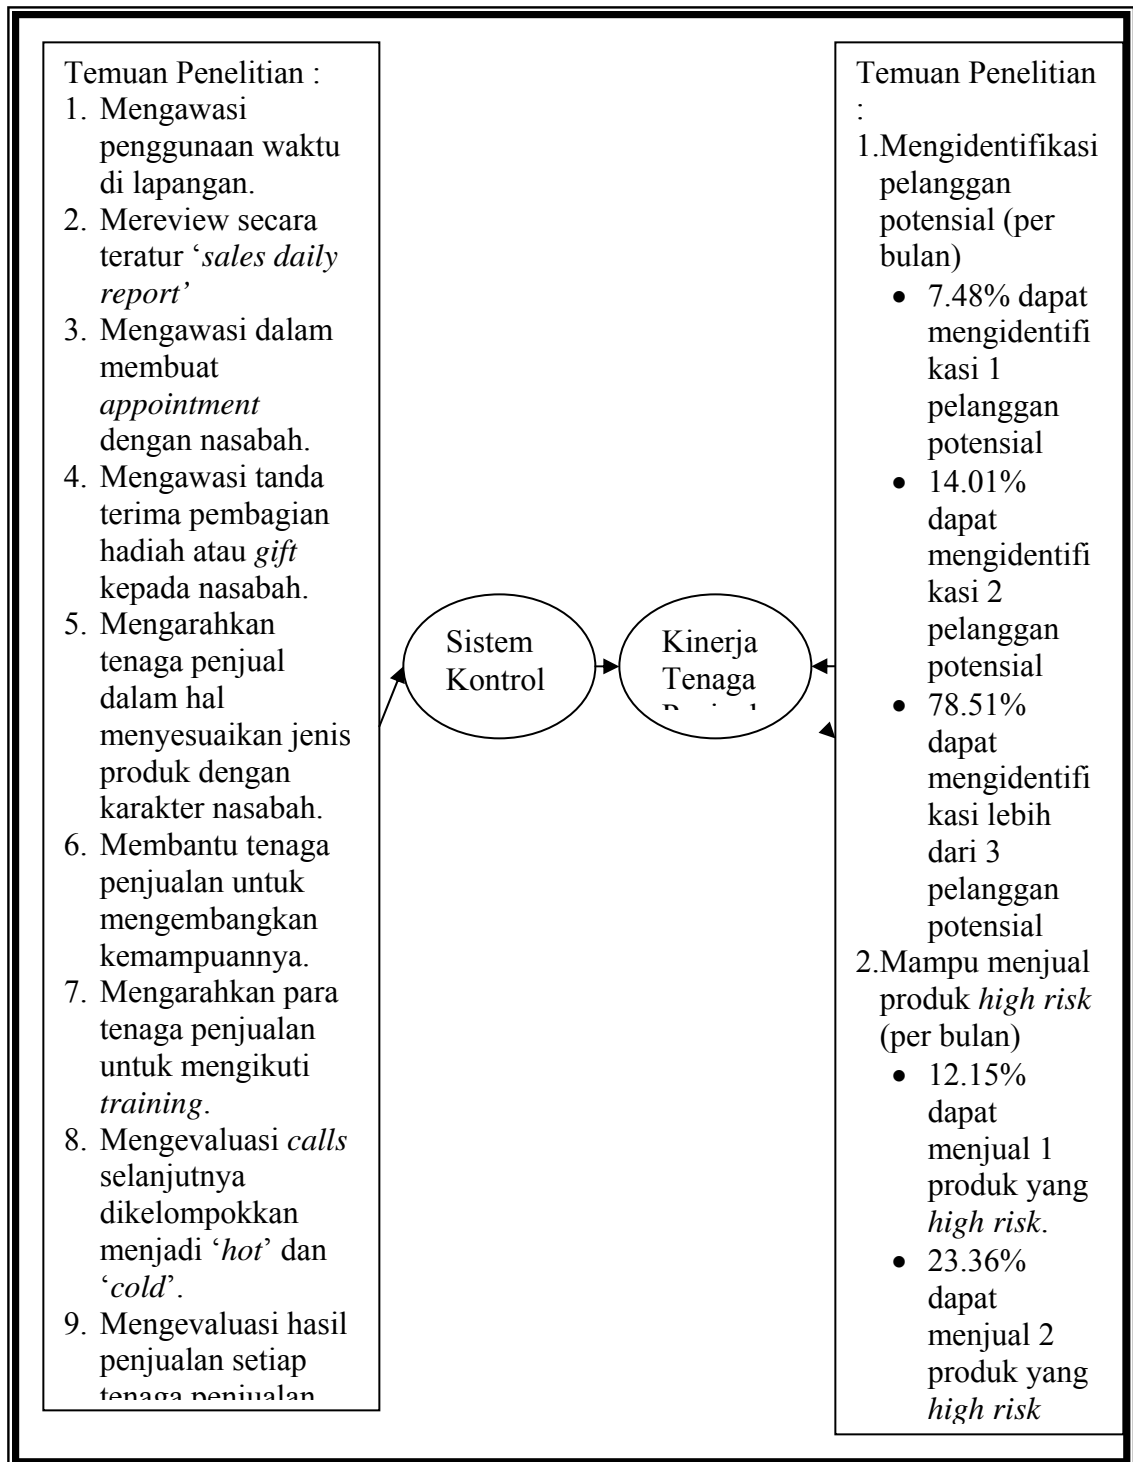 Temuan Penelitian :
1. Mengawasi
penggunaan waktu
di lapangan.
2. Mereview secara
teratur ‘sales daily
report’
3. Mengawasi dalam
membuat
appointment
dengan nasabah.
4. Mengawasi tanda
terima pembagian
hadiah atau gift
kepada nasabah.
5. Mengarahkan
tenaga penjual
dalam hal
menyesuaikan jenis
produk dengan
karakter nasabah.
6. Membantu tenaga
penjualan untuk
mengembangkan
kemampuannya.
7. Mengarahkan para
tenaga penjualan
untuk mengikuti
training.
8. Mengevaluasi calls
selanjutnya
dikelompokkan
menjadi ‘hot’ dan
‘cold’.
9. Mengevaluasi hasil
penjualan setiap
tenaga penjualan
Sistem
Kontrol
Kinerja
Tenaga
Temuan Penelitian
:
1.Mengidentifikasi
pelanggan
potensial (per
bulan)
• 7.48% dapat
mengidentifi
kasi 1
pelanggan
potensial
• 14.01%
dapat
mengidentifi
kasi 2
pelanggan
potensial
• 78.51%
dapat
mengidentifi
kasi lebih
dari 3
pelanggan
potensial
2.Mampu menjual
produk high risk
(per bulan)
• 12.15%
dapat
menjual 1
produk yang
high risk.
• 23.36%
dapat
menjual 2
produk yang
high risk